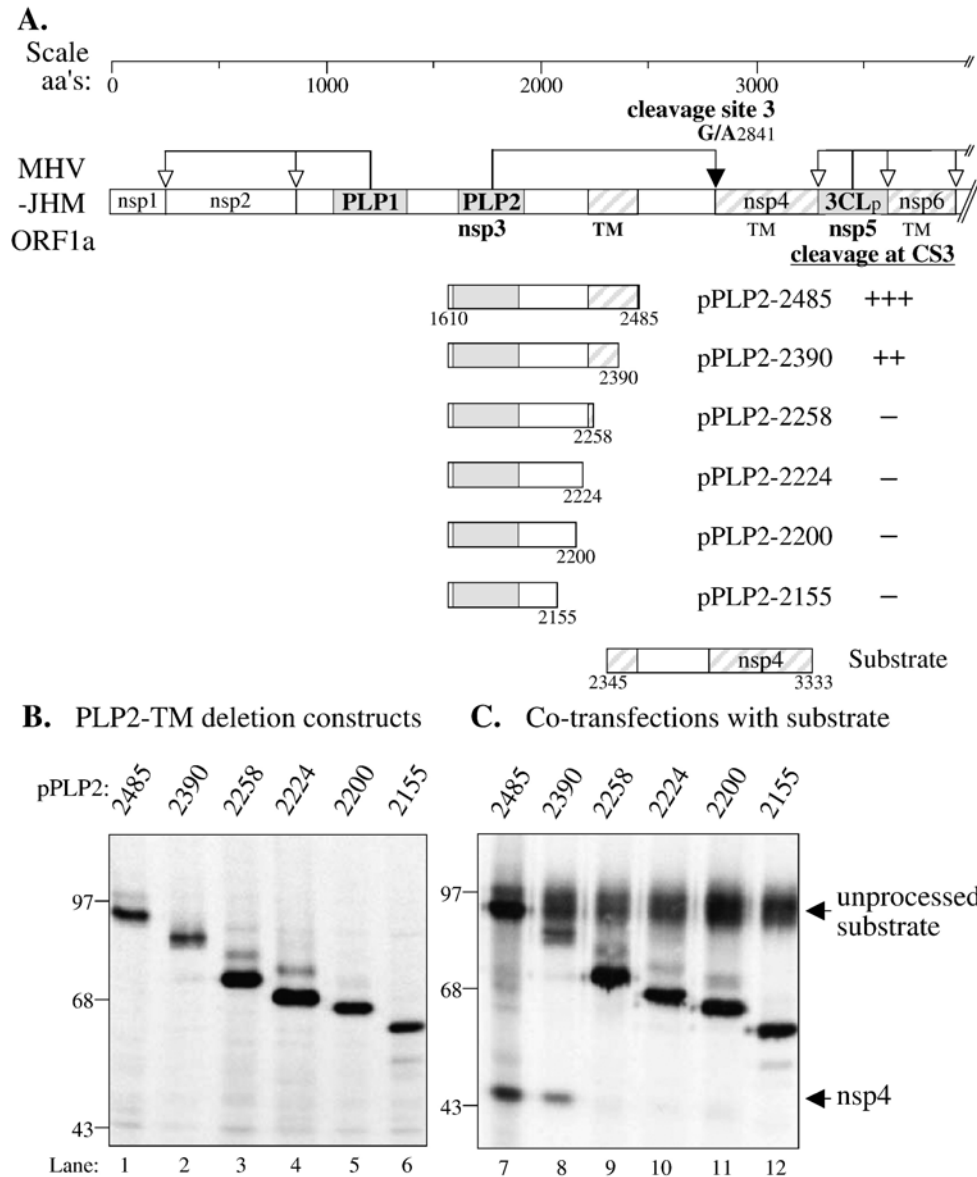 A.
Scale
aa's:
0 1000 2000 3000
cleavage site 3
G/A2841
MHV
-JHM
ORF1a
nsp1 nsp2 PLP1 PLP2 nsp4 3CLp nsp6
nsp3 TM TM nsp5 TM
cleavage at CS3
1610 2485 pPLP2-2485 +++
2390 pPLP2-2390 ++
2258 pPLP2-2258 –
2224 pPLP2-2224 –
2200 pPLP2-2200 –
2155 pPLP2-2155 –
nsp4 Substrate
2345 3333
B. PLP2-TM deletion constructs
pPLP2: 2485 2390 2258 2224 2200 2155
97
68
43
Lane: 1 2 3 4 5 6
C. Co-transfections with substrate
2485 2390 2258 2224 2200 2155
97
unprocessed
substrate
68
43
nsp4
7 8 9 10 11 12